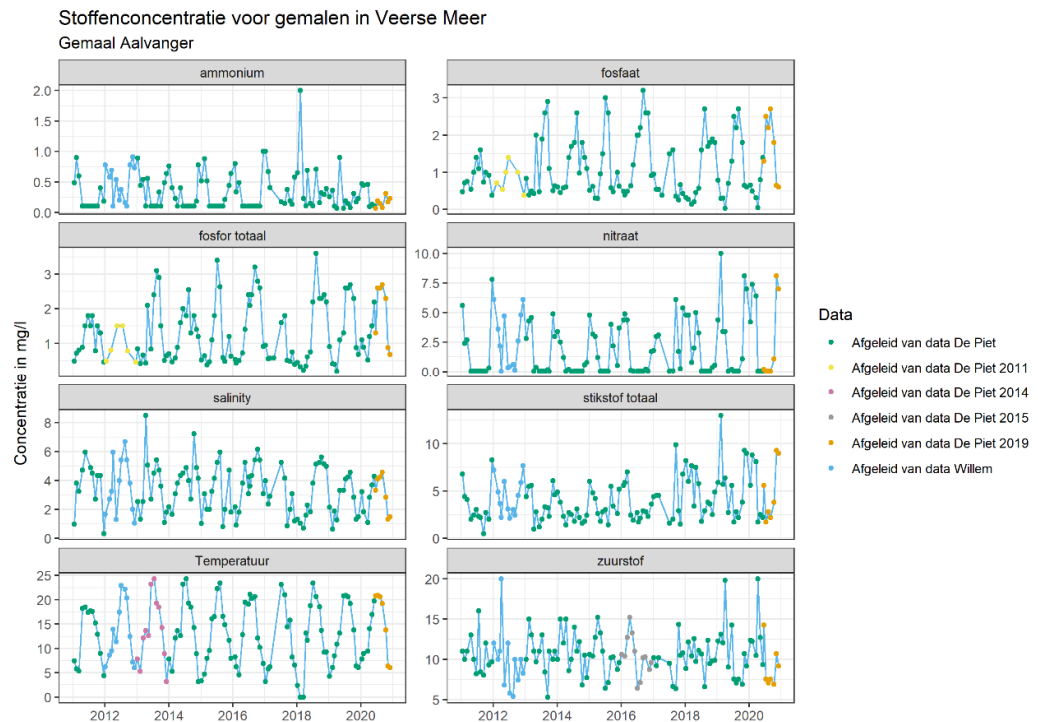 Stoffenconcentratie voor gemalen in Veerse Meer
Gemaal Aalvanger
Concentratie in mg/l
ammonium
2.0
1.5
1.0
0.5
0.0
fosfaat
3
2
1
0
fosfor totaal
3
2
1
nitraat
10.0
7.5
5.0
2.5
0.0
salinity
8
6
4
2
0
stikstof totaal
10
5
0
Temperatuur
25
20
15
10
5
0
2012 2014 2016 2018 2020
zuurstof
20
15
10
5
2012 2014 2016 2018 2020
Data
Afgeleid van data De Piet
Afgeleid van data De Piet 2011
Afgeleid van data De Piet 2014
Afgeleid van data De Piet 2015
Afgeleid van data De Piet 2019
Afgeleid van data Willem